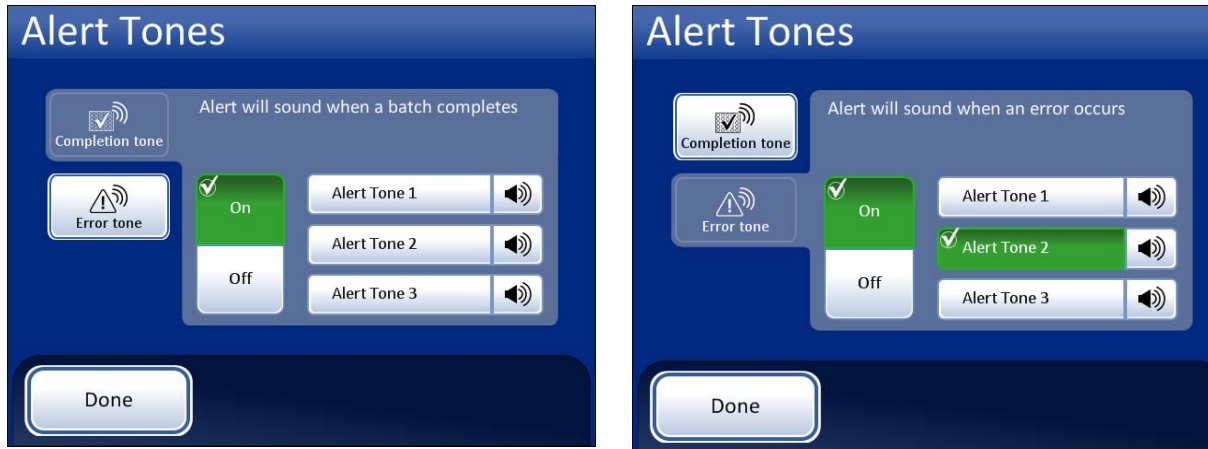 Alert Tones
Alert will sound when a batch completes
Completion tone
Error tone
On
Off
Alert Tone 1
Alert Tone 2
Alert Tone 3
Done
Alert Tones
Alert will sound when an error occurs
Completion tone
Error tone
On
Off
Alert Tone 1
Alert Tone 2
Alert Tone 3
Done